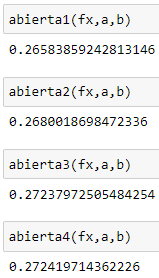 abierta1(fx,a,b)
0.26583859242813146
abierta2(fx,a,b)
0.2680018698472336
abierta3(fx,a,b)
0.27237972505484254
abierta4(fx,a,b)
0.272419714362226